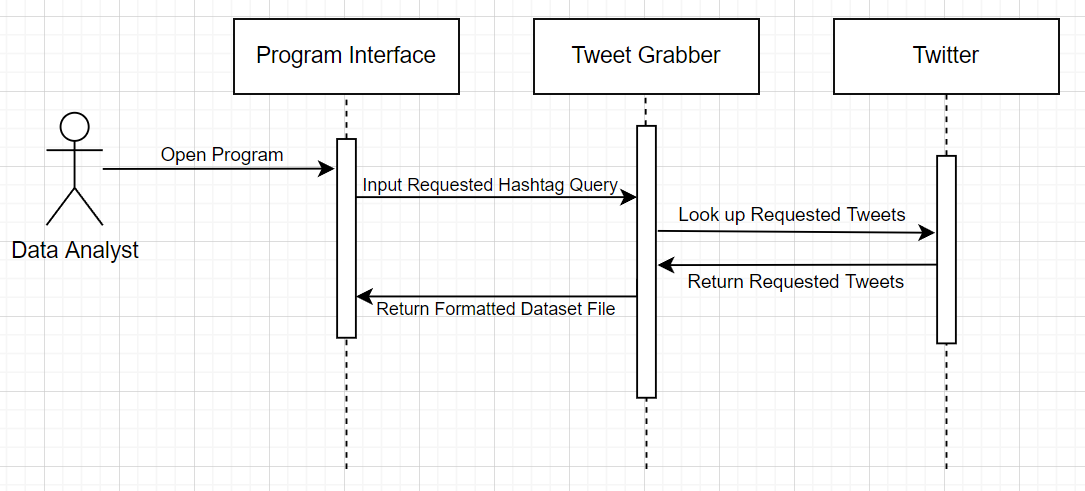 Program Interface
Tweet Grabber
Twitter
Open Program
Input Requested Hashtag Query
Look up Requested Tweets
Data Analyst
Return Requested Tweets
Return Formatted Dataset File